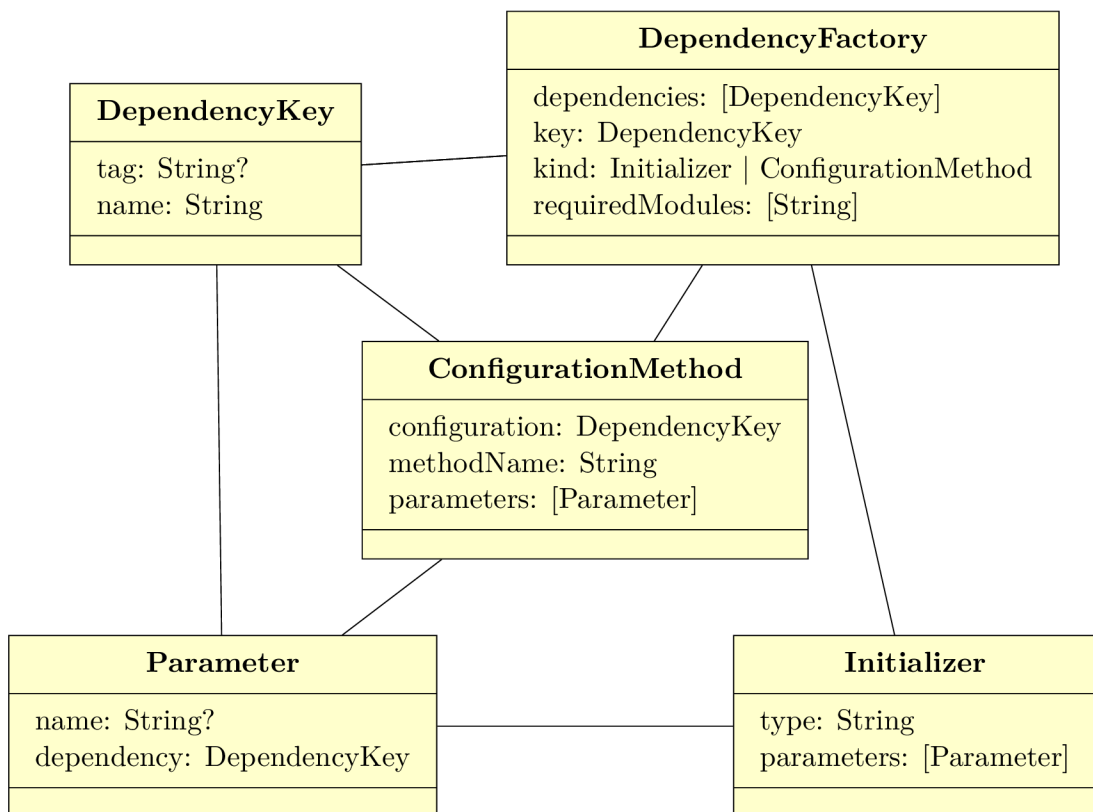 DependencyFactory
dependencies: [DependencyKey]
key: DependencyKey
kind: Initializer | ConfigurationMethod
requiredModules: [String]
DependencyKey
tag: String?
name: String
ConfigurationMethod
configuration: DependencyKey
methodName: String
parameters: [Parameter]
Parameter
name: String?
dependency: DependencyKey
Initializer
type: String
parameters: [Parameter]